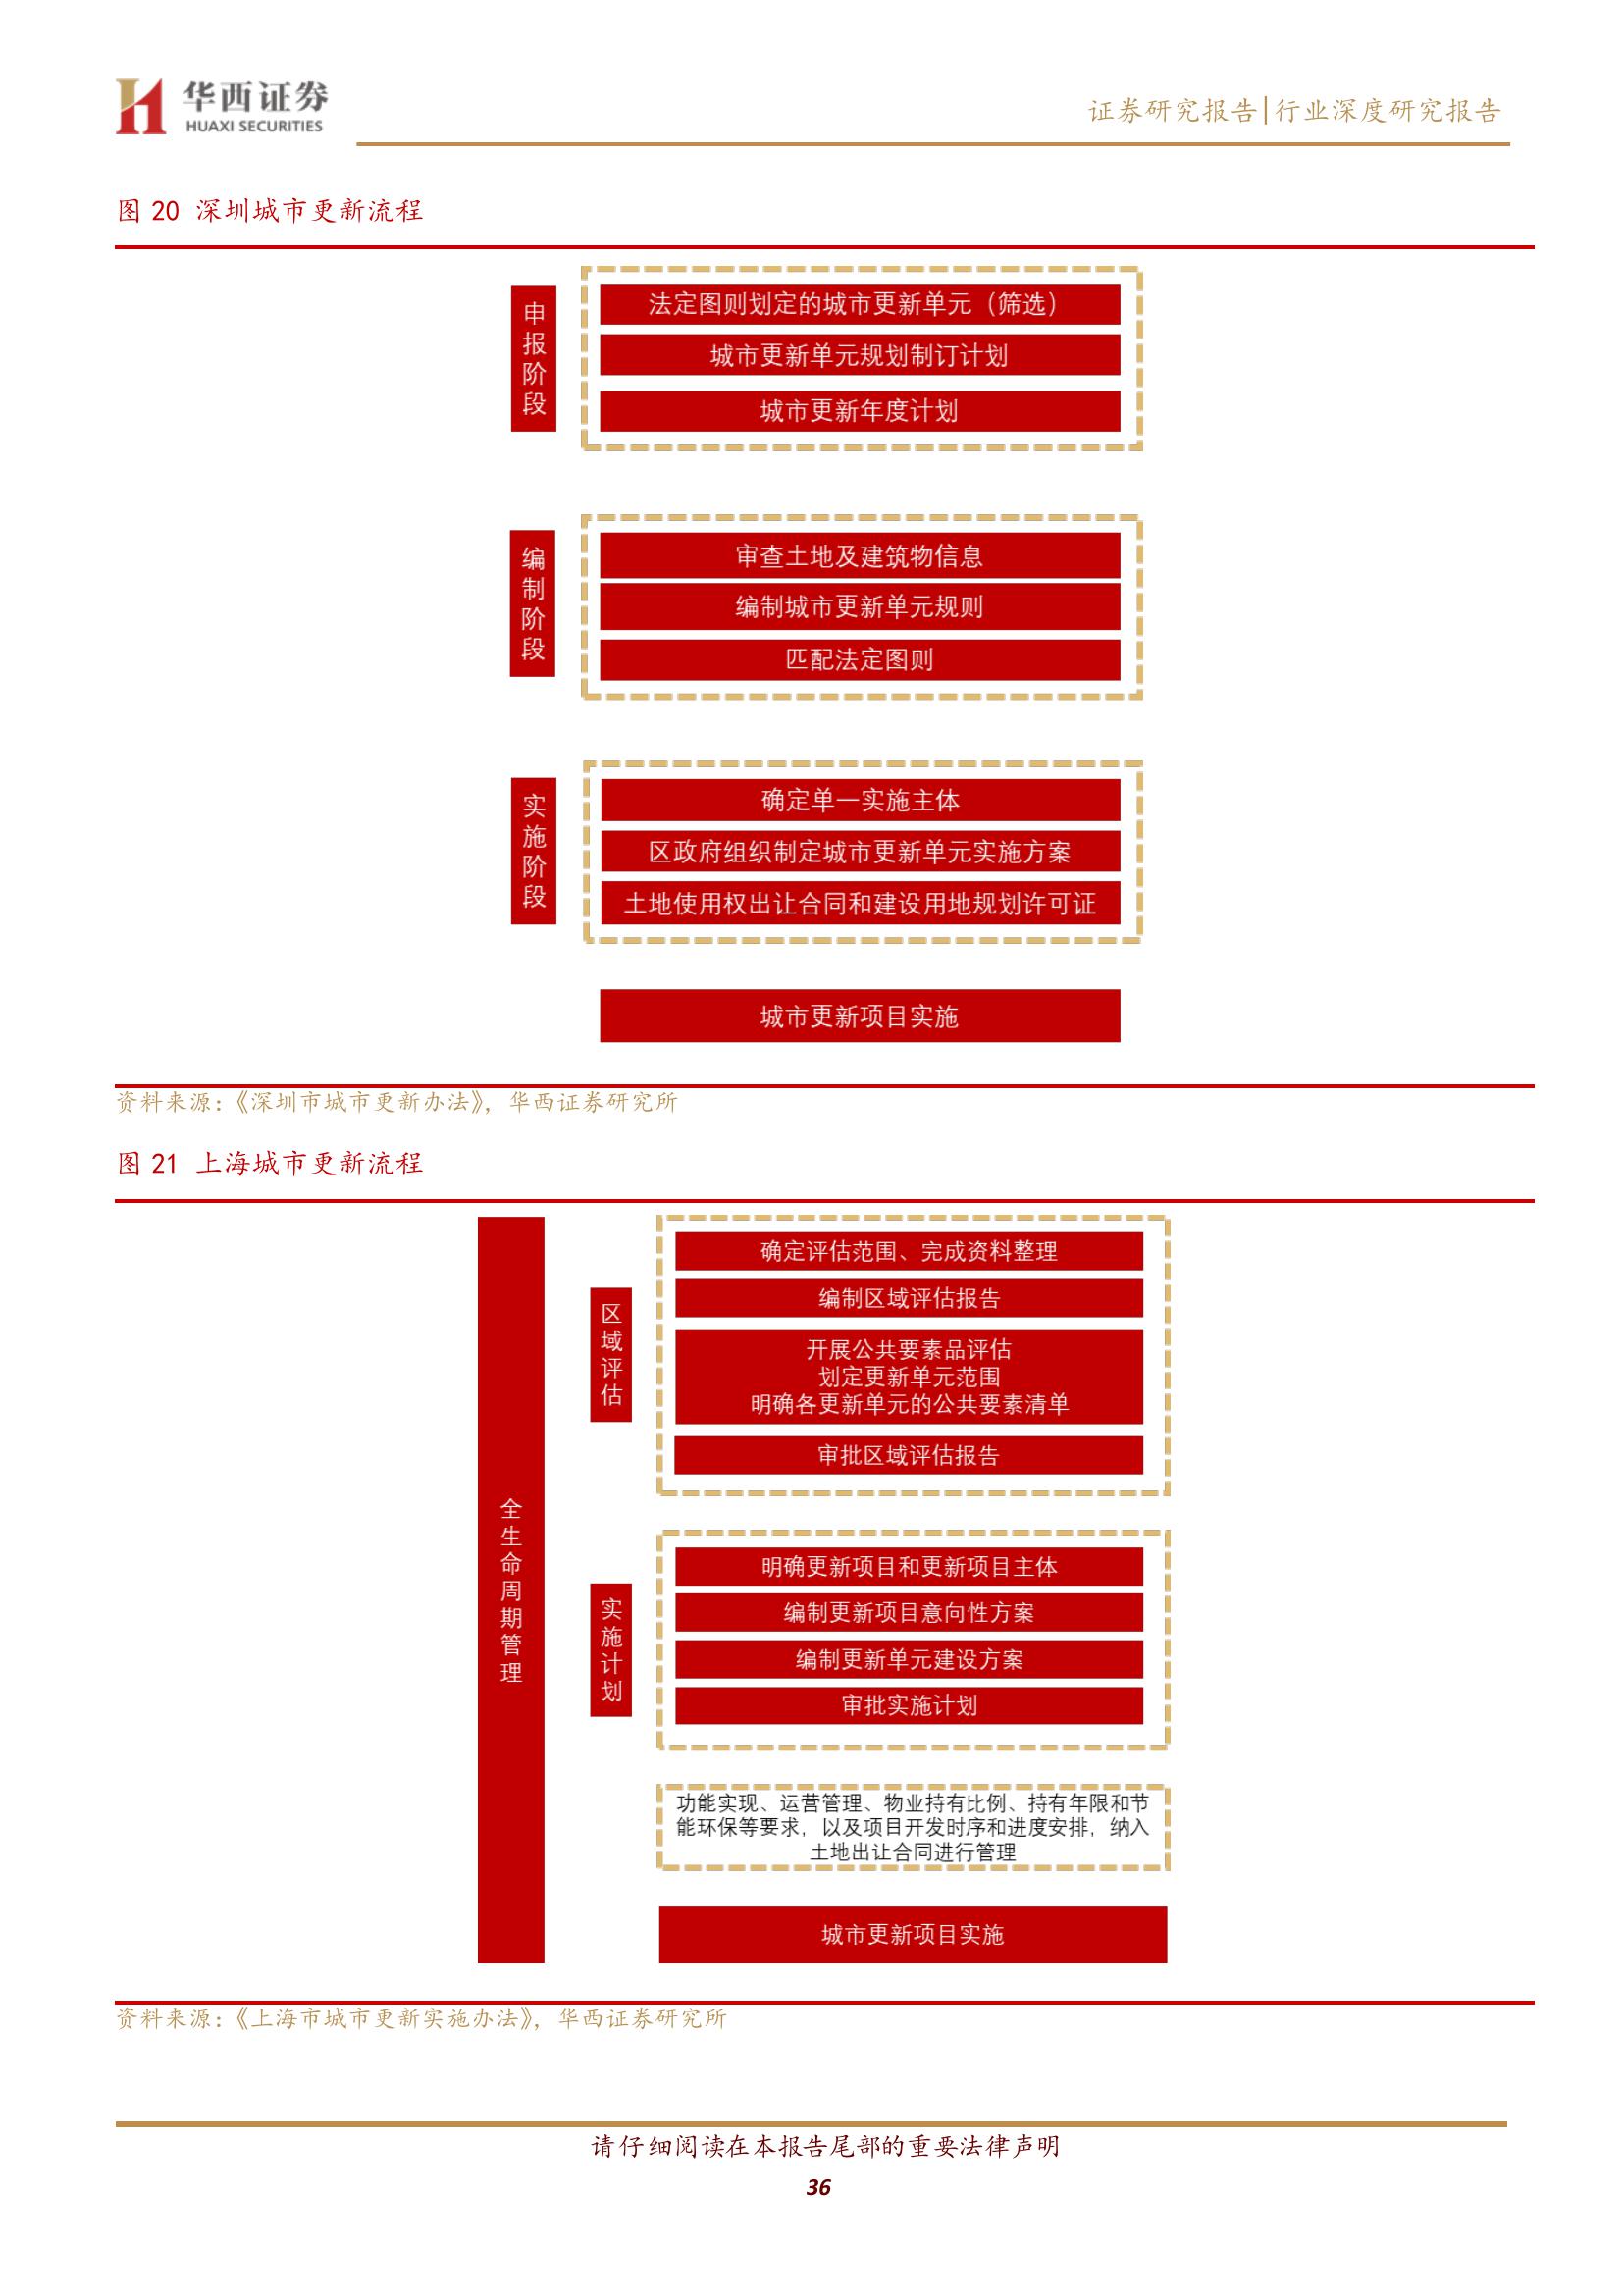 华西证券
HUAXI SECURITIES
证券研究报告|行业深度研究报告
图 20 深圳城市更新流程
申报阶段
法定图则划定的城市更新单元（筛选）
城市更新单元规划制订计划
城市更新年度计划
编制阶段
审查土地及建筑物信息
编制城市更新单元规则
匹配法定图则
实施阶段
确定单一实施主体
区政府组织制定城市更新单元实施方案
土地使用权出让合同和建设用地规划许可证
城市更新项目实施
资料来源：《深圳市城市更新办法》，华西证券研究所
图 21 上海城市更新流程
全生命周期管理
区域评估
确定评估范围、完成资料整理
编制区域评估报告
开展公共要素品评估
划定更新单元范围
明确各更新单元的公共要素清单
审批区域评估报告
实施计划
明确更新项目和更新项目主体
编制更新项目意向性方案
编制更新单元建设方案
审批实施计划
功能实现、运营管理、物业持有比例、持有年限和节
能环保等要求，以及项目开发时序和进度安排，纳入
土地出让合同进行管理
城市更新项目实施
资料来源：《上海市城市更新实施办法》，华西证券研究所
请仔细阅读在本报告尾部的重要法律声明
36